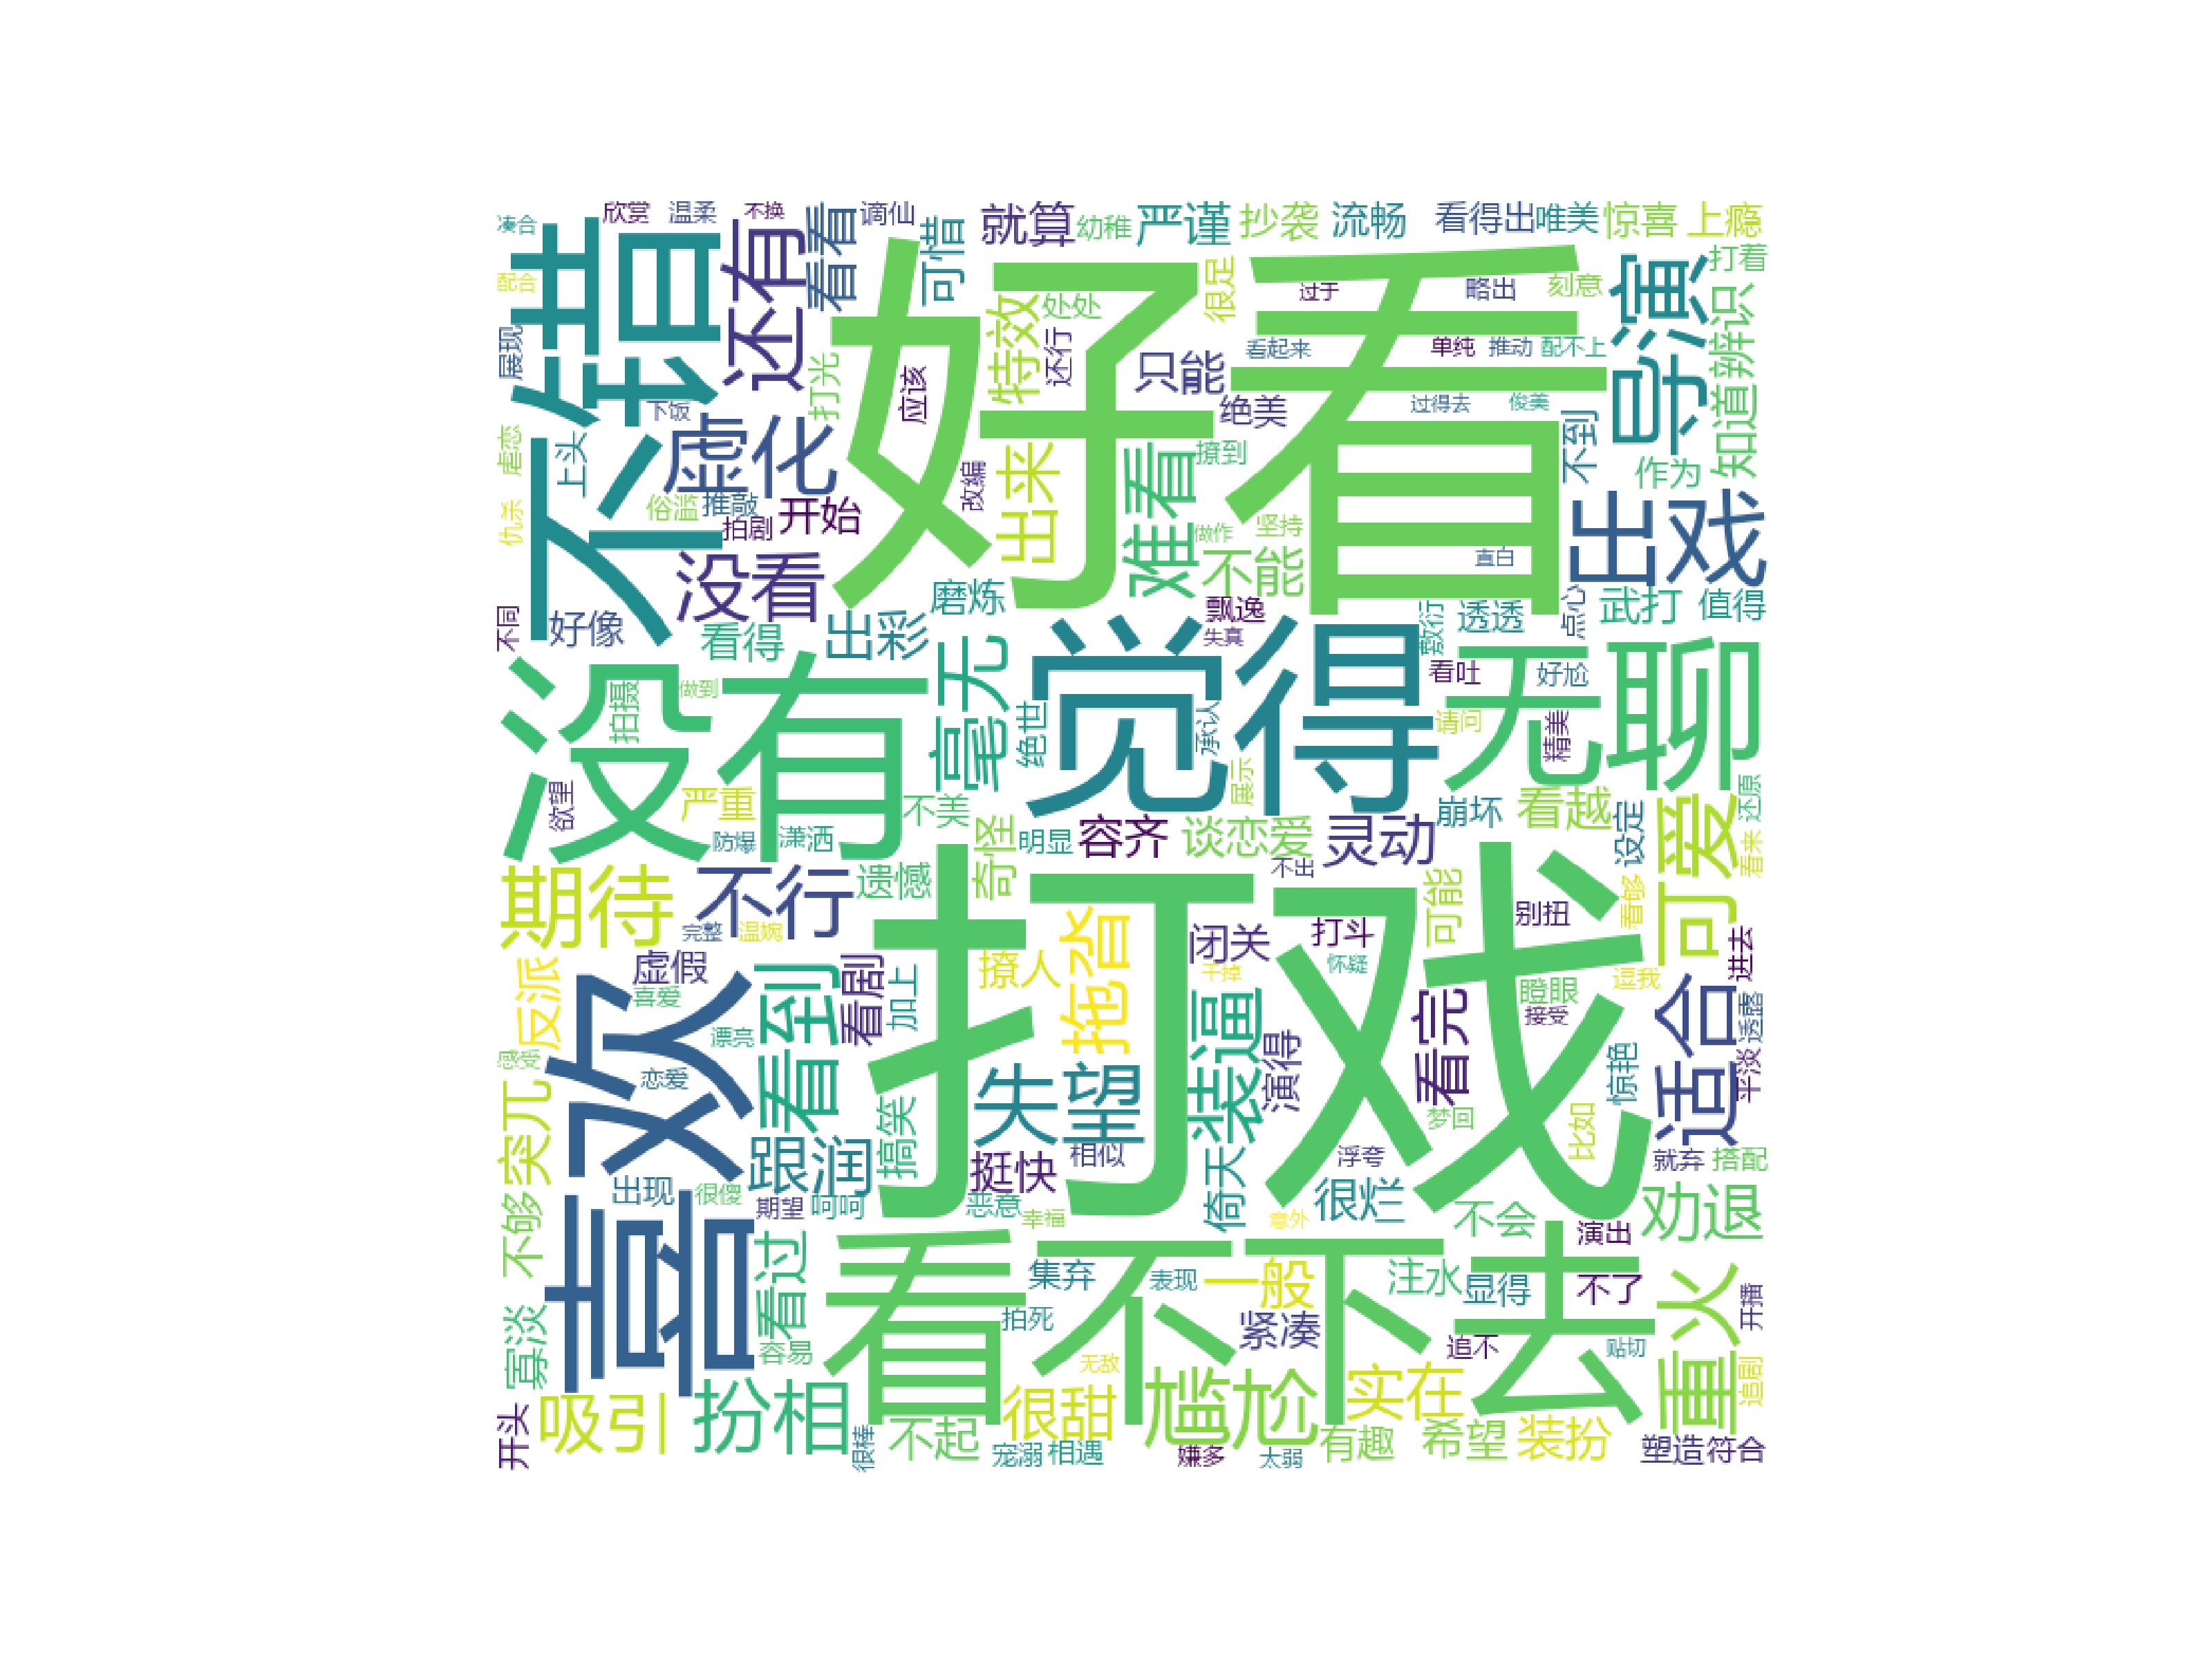 凑合
欣赏
温柔
不换
看看
谪仙
就算
幼稚
严谨
抄袭
流畅
看得出
唯美
惊喜
上瘾
配合
不错
还有
可惜
好看
特效
处处
很足
过于
略出
刻意
导演
打着
展现
下饭
打光
应该
还行
看起来
只能
绝美
单纯
推动
配不上
过得去
俊美
知道
辨识
虐恋
上头
虚化
出来
改编
难看
撩到
不到
作为
仇杀
俗滥
推敲
拍剧
开始
做作
坚持
不能
直白
出戏
不同
好像
没看
看得
出彩
磨炼
飘逸
失真
敷衍
透透
点心
武打
值得
没有
拍摄
做到
毫无
绝世
觉得
承认
展示
看吐
好尬
请问
精美
无聊
欲望
严重
防爆
潇洒
不美
奇怪
明显
容齐
谈恋爱
灵动
崩坏
看越
设定
可爱
还原
看来
期待
不行
遗憾
完整
温婉
打戏
不出
闭关
打斗
可能
别扭
看够
进去
反派
虚假
喜爱
看到
看剧
加上
撩人
拖沓
怀疑
干掉
瞪眼
逗我
接受
适合
透露
感受
喜欢
漂亮
恋爱
失望
装逼
演得
看完
惊艳
平淡
突兀
跟润
搞笑
挺快
相似
倚天
浮夸
梦回
比如
就弃
搭配
不够
出现
很傻
期望
呵呵
恶意
幸福
意外
很烂
不会
演出
劝退
寡淡
看过
容易
看不下去
集弃
表现
一般
注水
显得
不了
重火
开播
拍死
紧凑
追不
贴切
追剧
开头
吸引
扮相
很棒
不起
很甜
无敌
尴尬
实在
宠溺
相遇
嫌多
太弱
有趣
希望
装扮
塑造
符合